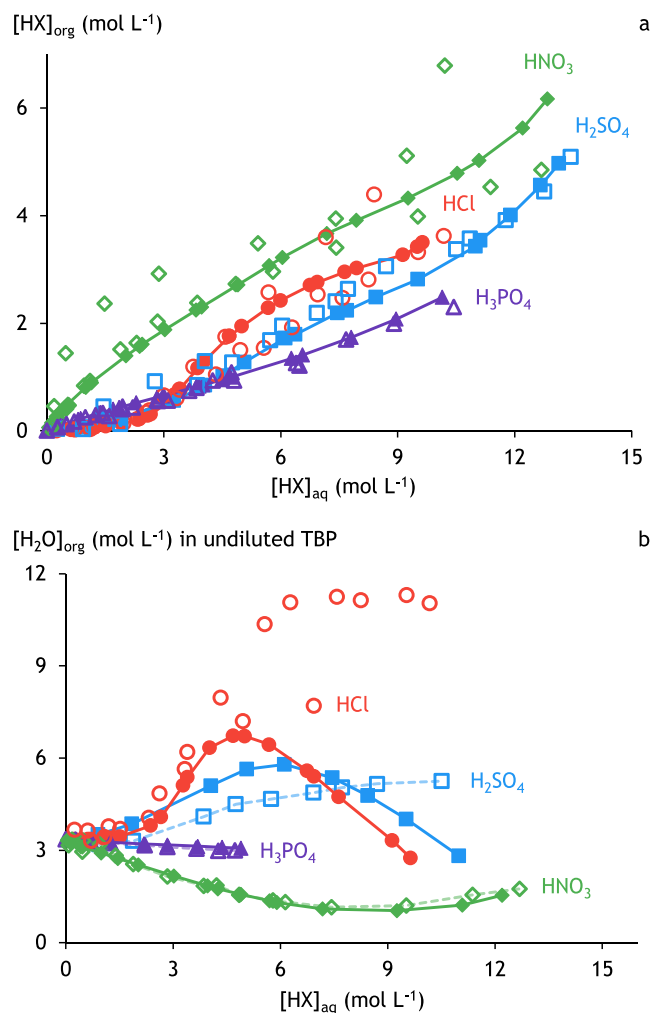 [HX]org (mol L-1)
a
HNO3
H2SO4
HCl
H3PO4
6
4
2
0
0 3 6 9 12 15
[HX]aq (mol L-1)
[H2O]org (mol L-1) in undiluted TBP
b
12
9
6
3
0
HCl
H2SO4
H3PO4
HNO3
0 3 6 9 12 15
[HX]aq (mol L-1)